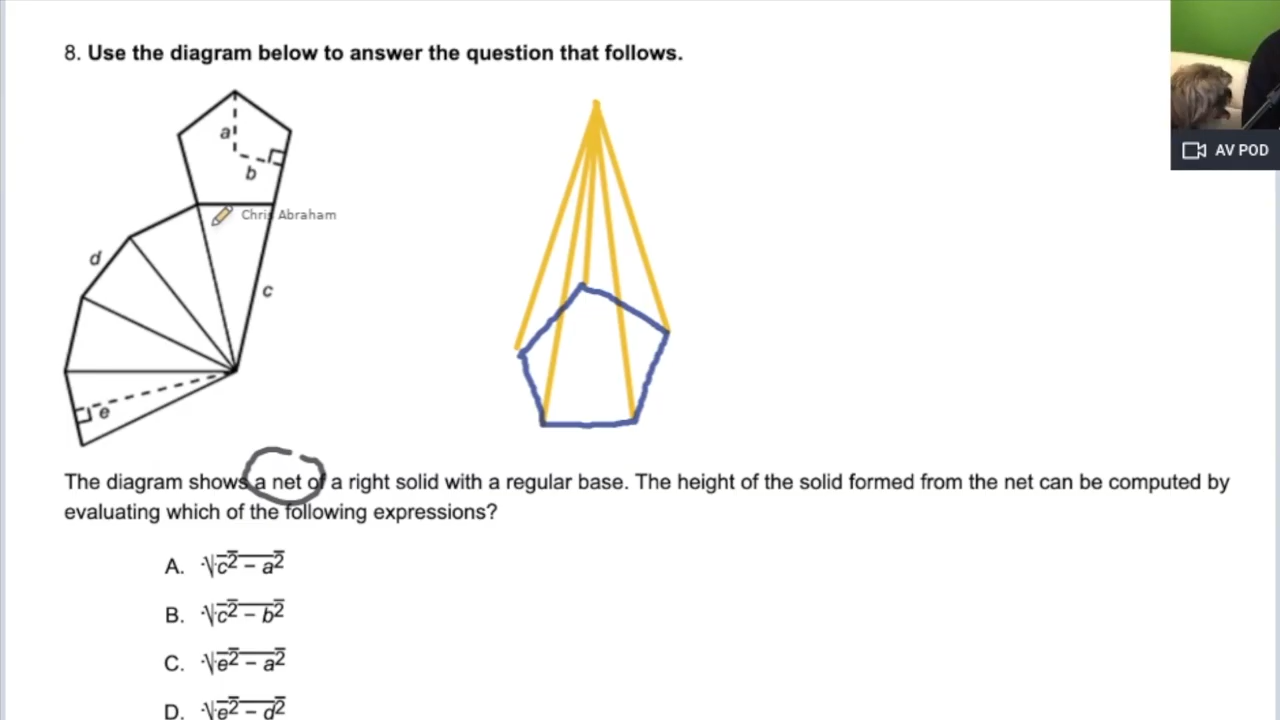 8. Use the diagram below to answer the question that follows.
AV POD
a
b
Chris Abraham
d
c
e
The diagram shows a net of a right solid with a regular base. The height of the solid formed from the net can be computed by
evaluating which of the following expressions?
A. √c² – a²
B. √c² – b²
C. √e² – a²
D. √e² – d²